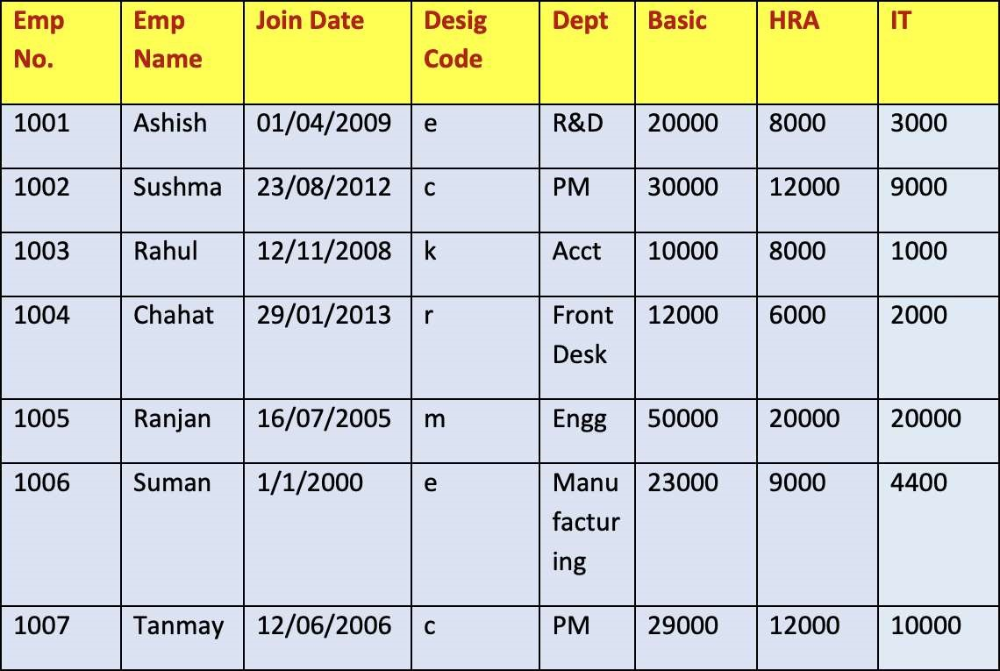 Emp No. Emp Name Join Date Desig Code Dept Basic HRA IT
1001 Ashish 01/04/2009 e R&D 20000 8000 3000
1002 Sushma 23/08/2012 c PM 30000 12000 9000
1003 Rahul 12/11/2008 k Acct 10000 8000 1000
1004 Chahat 29/01/2013 r Front Desk 12000 6000 2000
1005 Ranjan 16/07/2005 m Engg 50000 20000 20000
1006 Suman 1/1/2000 e Manufacturing 23000 9000 4400
1007 Tanmay 12/06/2006 c PM 29000 12000 10000